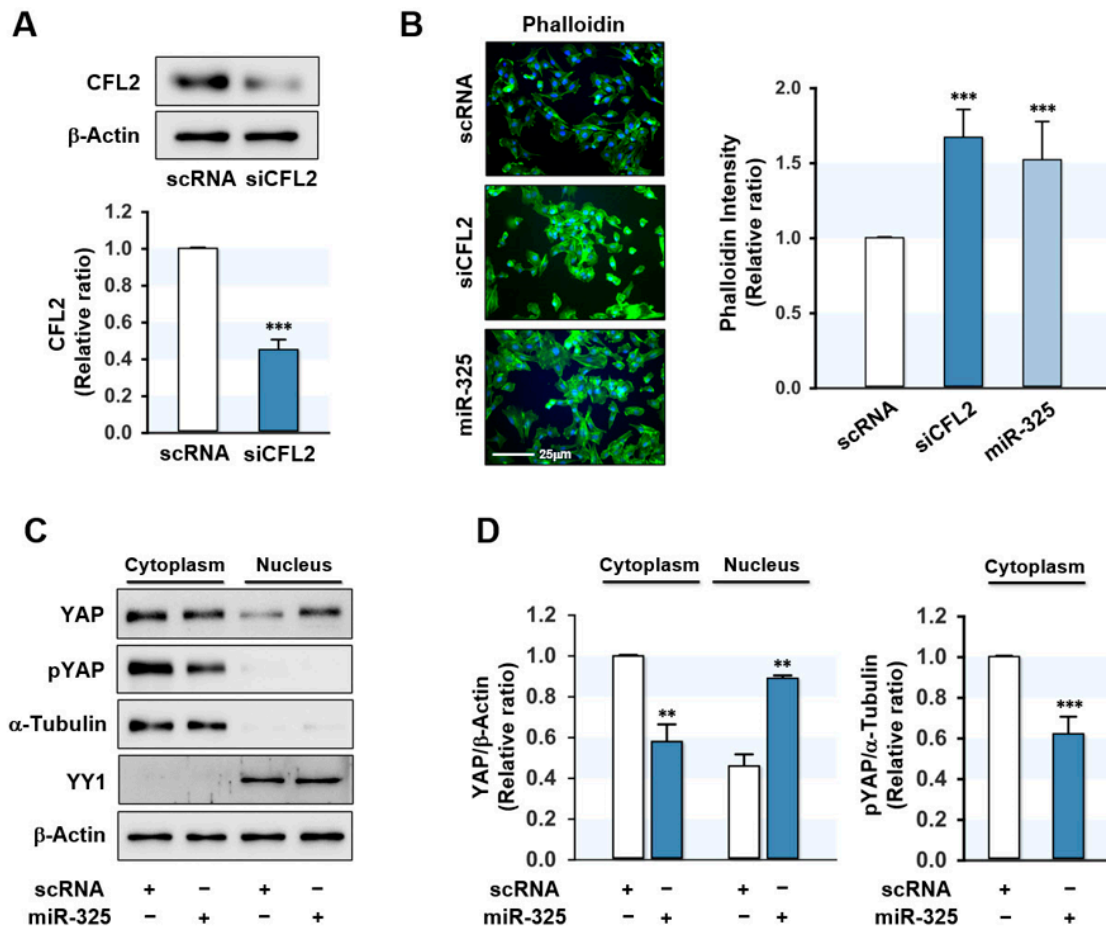 A
CFL2
β-Actin
scRNA siCFL2
1.2
1.0
0.8
0.6
0.4
0.2
0.0
CFL2
(Relative ratio)
***
scRNA siCFL2
B
Phalloidin
scRNA
siCFL2
miR-325
25μm
2.0
1.5
1.0
0.5
0.0
Phalloidin Intensity
(Relative ratio)
*** ***
scRNA siCFL2 miR-325
C
Cytoplasm Nucleus
YAP
pYAP
α-Tubulin
YY1
β-Actin
scRNA + − + −
miR-325 − + − +
D
Cytoplasm Nucleus
1.2
1.0
0.8
0.6
0.4
0.2
0.0
YAP/β-Actin
(Relative ratio)
** **
scRNA + − + −
miR-325 − + − +
Cytoplasm
1.2
1.0
0.8
0.6
0.4
0.2
0.0
pYAP/α-Tubulin
(Relative ratio)
***
scRNA + −
miR-325 − +